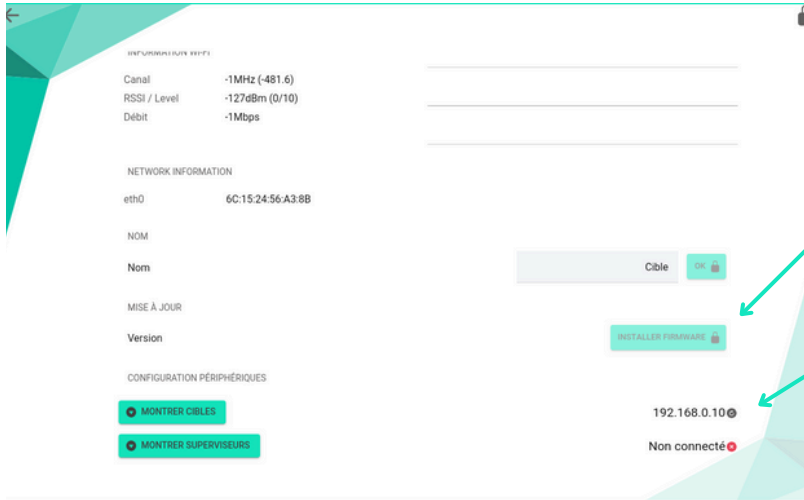 INFORMATION WI-FI
Canal -1MHz (-481.6)
RSSI / Level -127dBm (0/10)
Débit -1Mbps
NETWORK INFORMATION
eth0 6C:15:24:56:A3:8B
NOM
Nom Cible OK
MISE À JOUR
Version INSTALLER FIRMWARE
CONFIGURATION PÉRIPHÉRIQUES
MONTRER CIBLES 192.168.0.10
MONTRER SUPERVISEURS Non connecté